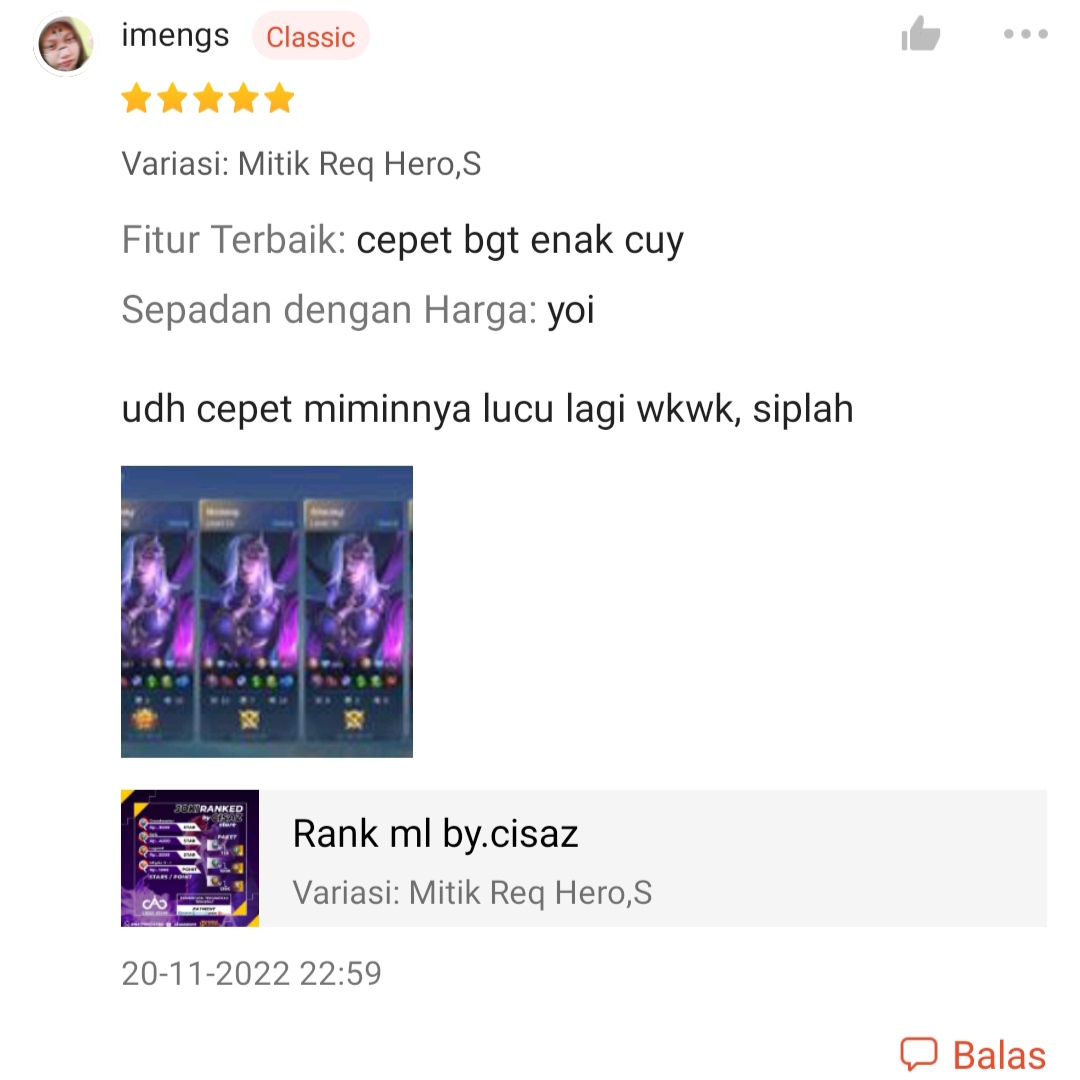 imengs Classic
Variasi: Mitik Req Hero,S
Fitur Terbaik: cepet bgt enak cuy
Sepadan dengan Harga: yoi
udh cepet miminnya lucu lagi wkwk, siplah
JOKI RANKED
by CISAZ
store
Rank ml by.cisaz
Variasi: Mitik Req Hero,S
20-11-2022 22:59
Balas